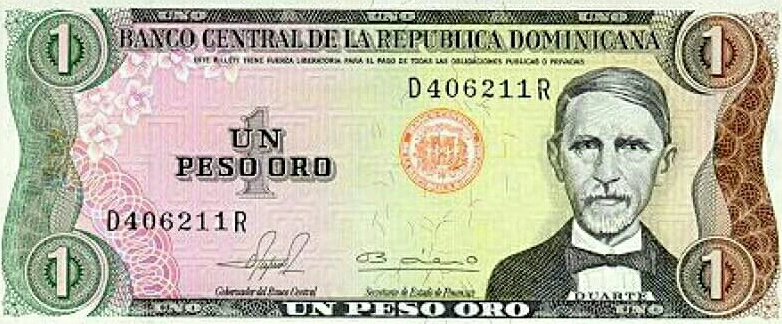 1 UNO UNO UNO 1
BANCO CENTRAL DE LA REPUBLICA DOMINICANA
ESTE BILLETE TIENE FUERZA LIBERATORIA PARA EL PAGO DE TODAS LAS OBLIGACIONES PUBLICAS O PRIVADAS
D406211R
1
UN
PESO ORO
D406211R
Gobernador del Banco Central
Secretario de Estado de Finanzas
DUARTE
1 UNO UN PESO ORO UNO 1